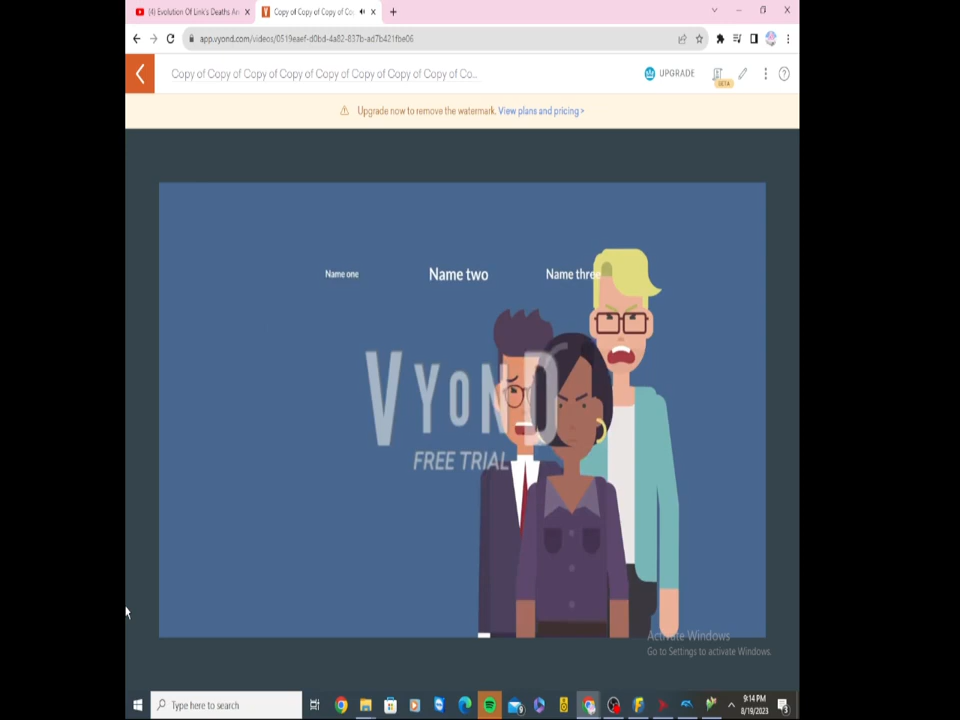 (4) Evolution Of Link's Deaths An
Copy of Copy of Copy of Co
app.vyond.com/videos/0519eaef-d0bd-4a82-837b-ad7b421fbe06
Copy of Copy of Copy of Copy of Copy of Copy of Copy of Copy of Co...
UPGRADE
BETA
Upgrade now to remove the watermark. View plans and pricing >
Name one
Name two
Name three
VYOND
FREE TRIAL
Activate Windows
Go to Settings to activate Windows.
Type here to search
9:14 PM
8/19/2023